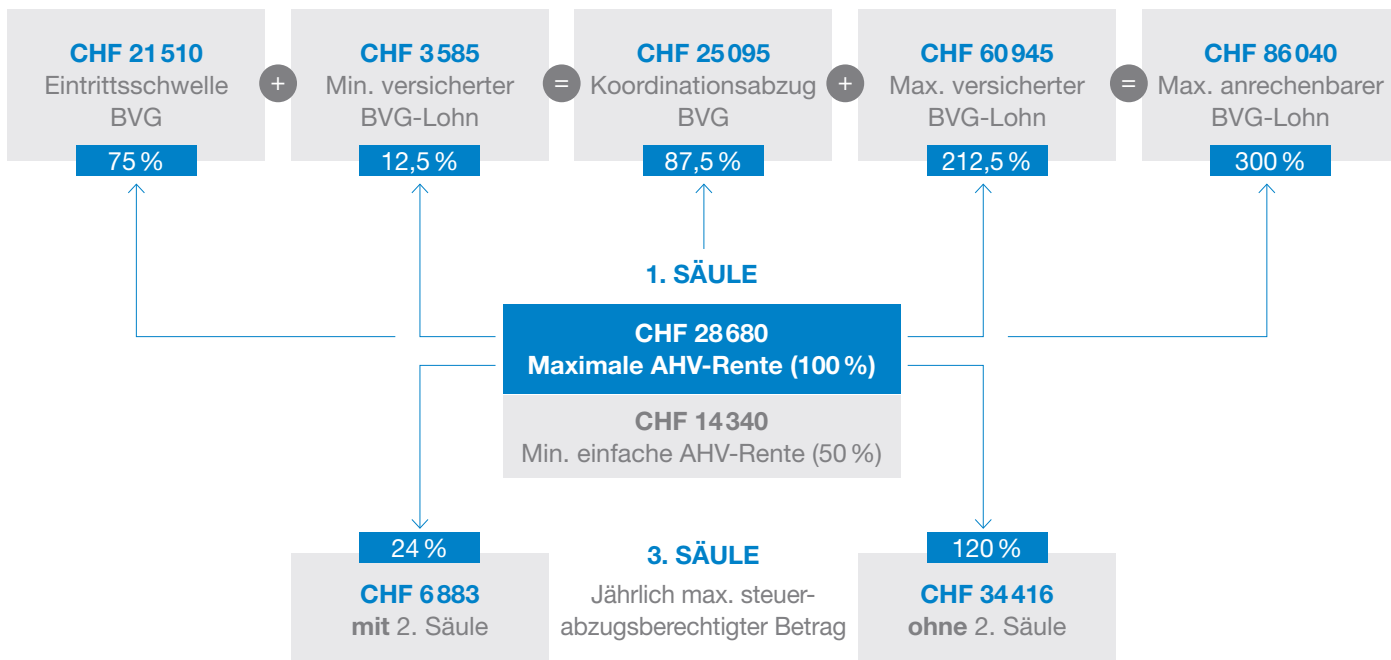 CHF 21 510
Eintrittsschwelle
BVG
75 %
+
CHF 3 585
Min. versicherter
BVG-Lohn
12,5 %
=
CHF 25 095
Koordinationsabzug
BVG
87,5 %
+
CHF 60 945
Max. versicherter
BVG-Lohn
212,5 %
=
CHF 86 040
Max. anrechenbarer
BVG-Lohn
300 %
1. SÄULE
CHF 28 680
Maximale AHV-Rente (100 %)
CHF 14 340
Min. einfache AHV-Rente (50 %)
24 %
CHF 6 883
mit 2. Säule
3. SÄULE
Jährlich max. steuer-
abzugsberechtigter Betrag
120 %
CHF 34 416
ohne 2. Säule